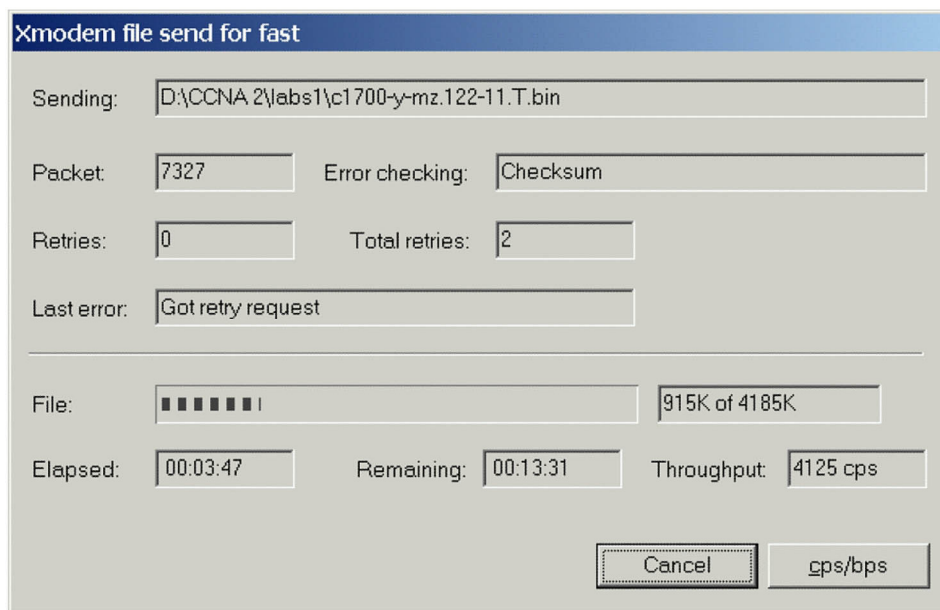 Xmodem file send for fast
Sending: D:\CCNA 2\labs1\c1700-y-mz.122-11.T.bin
Packet: 7327 Error checking: Checksum
Retries: 0 Total retries: 2
Last error: Got retry request
File: 915K of 4185K
Elapsed: 00:03:47 Remaining: 00:13:31 Throughput: 4125 cps
Cancel cps/bps